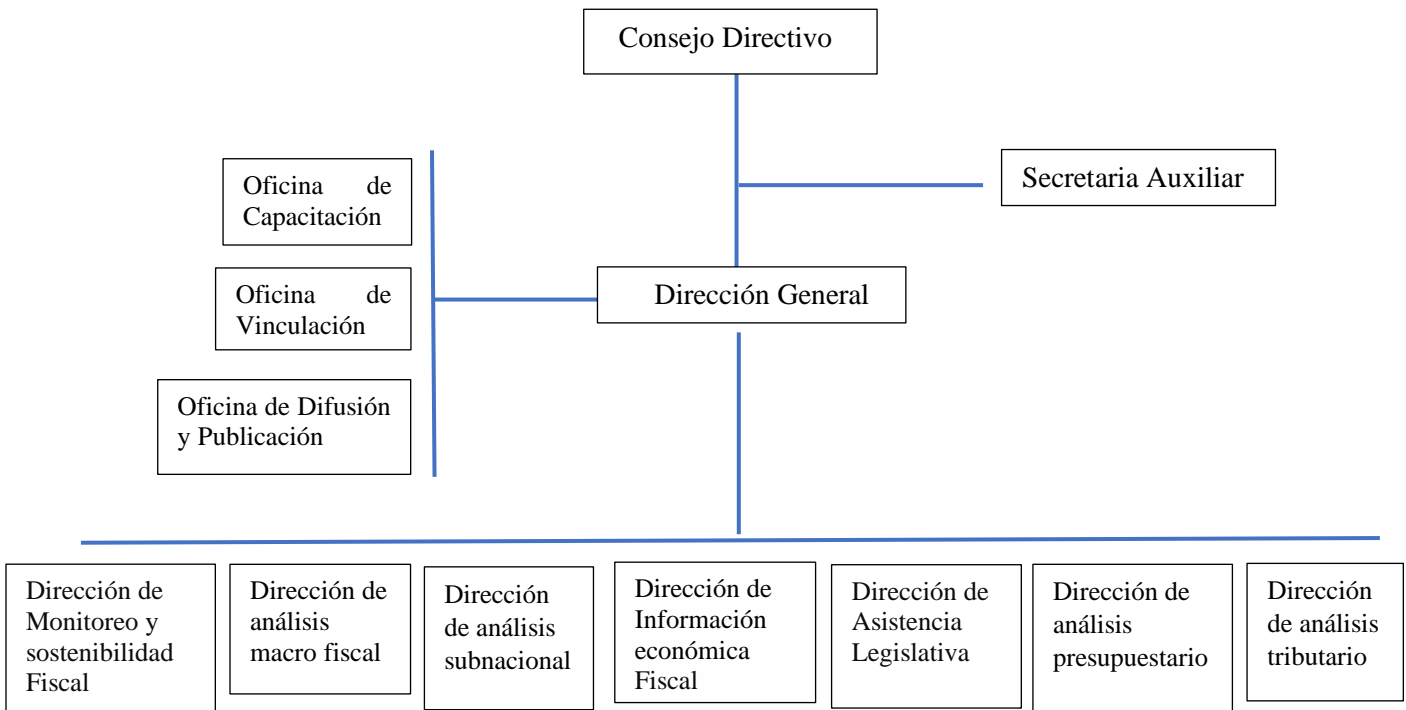 Consejo Directivo
Secretaria Auxiliar
Oficina de
Capacitación
Dirección General
Oficina de
Vinculación
Oficina de Difusión
y Publicación
Dirección de
Monitoreo y
sostenibilidad
Fiscal
Dirección de
análisis
macro fiscal
Dirección
de análisis
subnacional
Dirección de
Información
económica
Fiscal
Dirección de
Asistencia
Legislativa
Dirección de
análisis
presupuestario
Dirección
de análisis
tributario